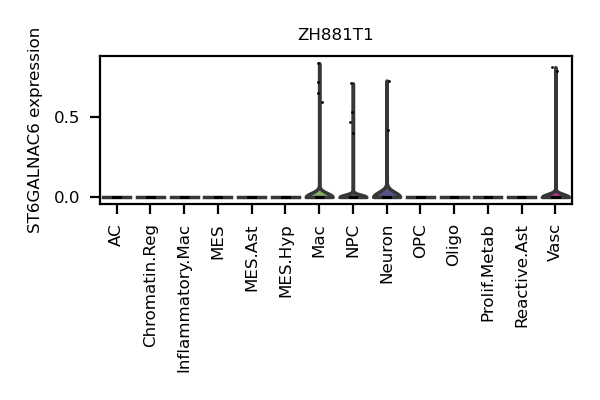 ZH881T1
ST6GALNAC6 expression
0.5
0.0
AC
Chromatin.Reg
Inflammatory.Mac
MES
MES.Ast
MES.Hyp
Mac
NPC
Neuron
OPC
Oligo
Prolif.Metab
Reactive.Ast
Vasc